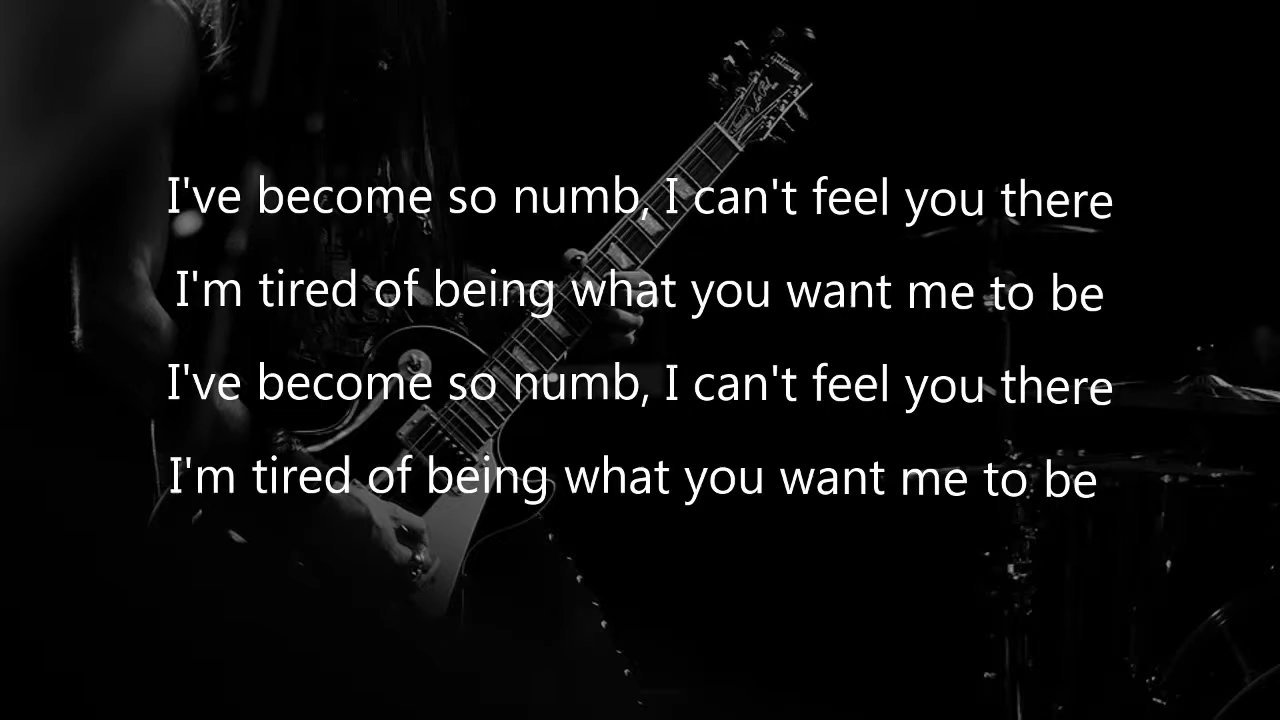 I've become so numb, I can't feel you there
I'm tired of being what you want me to be
I've become so numb, I can't feel you there
I'm tired of being what you want me to be